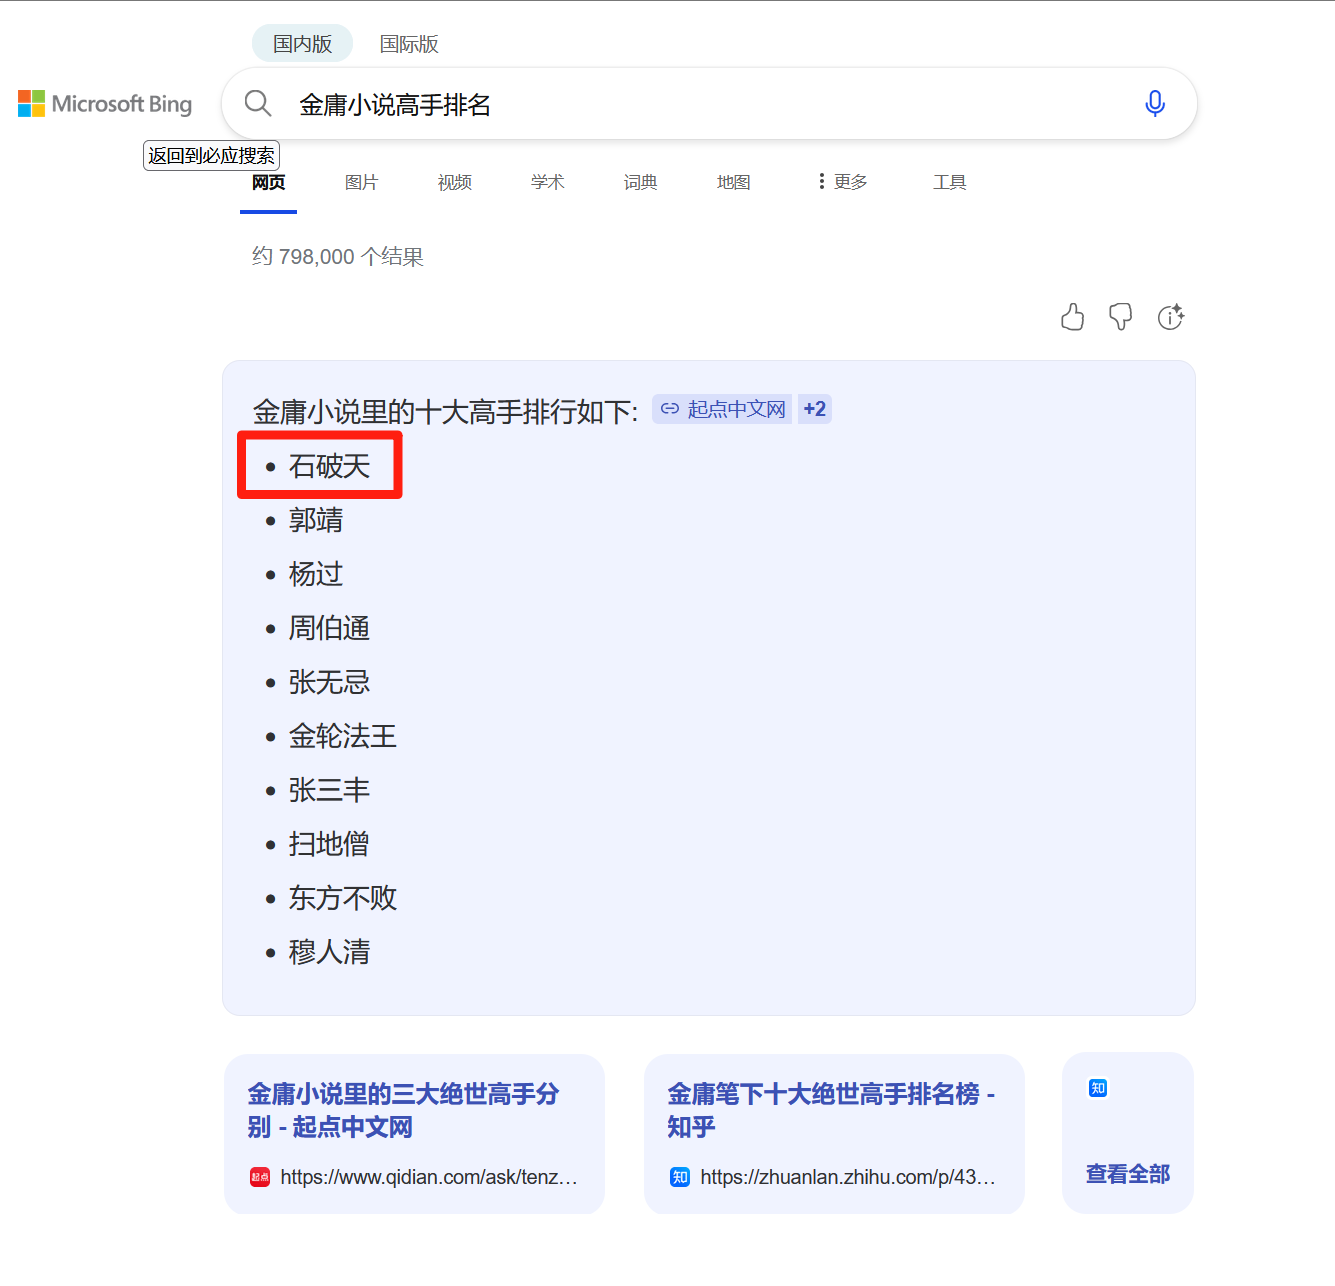 国内版 国际版
Microsoft Bing
金庸小说高手排名
返回到必应搜索
网页 图片 视频 学术 词典 地图 更多 工具
约 798,000 个结果
金庸小说里的十大高手排行如下: 起点中文网 +2
• 石破天
• 郭靖
• 杨过
• 周伯通
• 张无忌
• 金轮法王
• 张三丰
• 扫地僧
• 东方不败
• 穆人清
金庸小说里的三大绝世高手分
别 - 起点中文网
起点 https://www.qidian.com/ask/tenz...
金庸笔下十大绝世高手排名榜 -
知乎
知 https://zhuanlan.zhihu.com/p/43...
知
查看全部